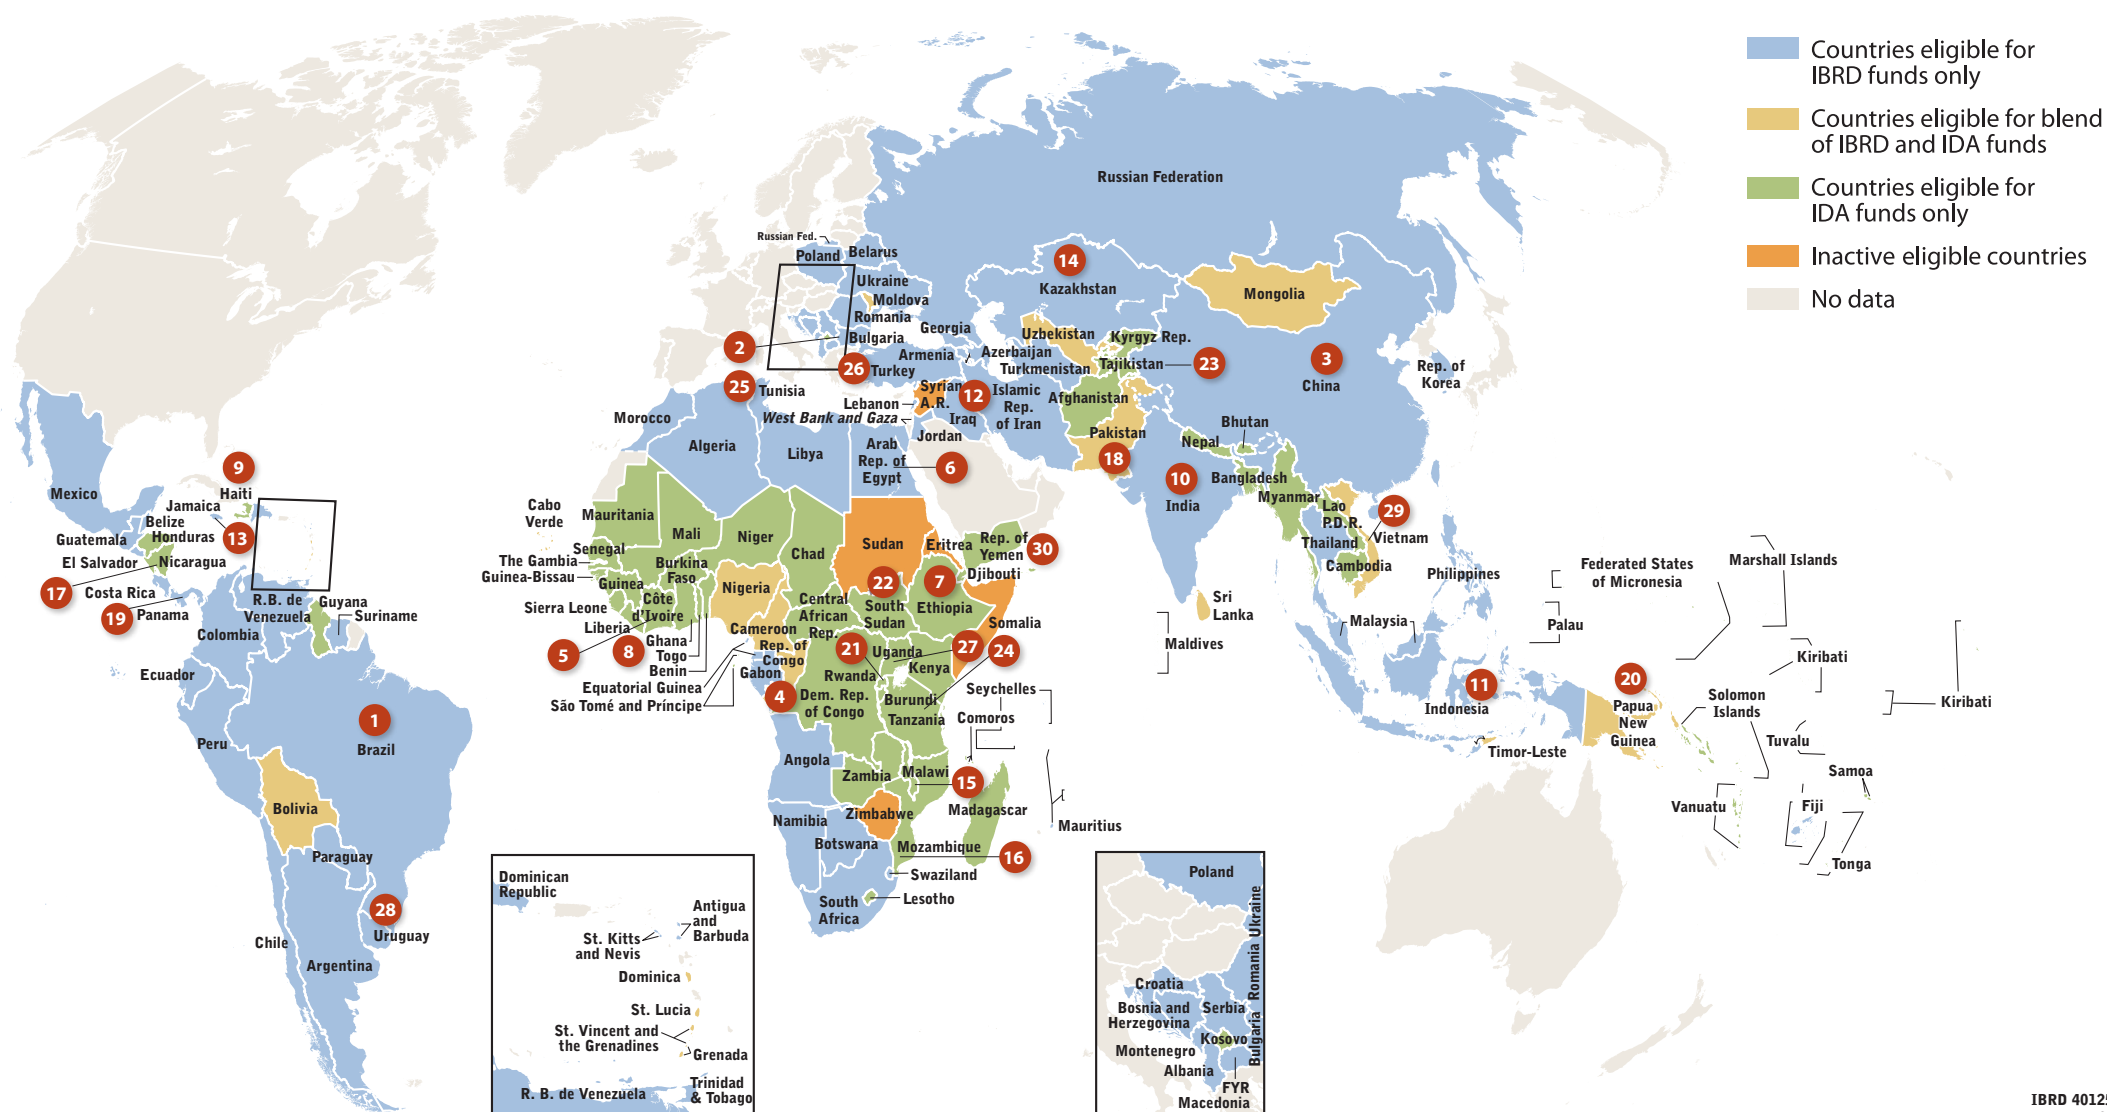 Countries eligible for
IBRD funds only
Countries eligible for blend
of IBRD and IDA funds
Countries eligible for
IDA funds only
Inactive eligible countries
No data
Russian Federation
Russian Fed.
Poland
Belarus
Ukraine
Moldova
Romania
Bulgaria
Georgia
Armenia
Azerbaijan
Turkmenistan
Turkey
Kazakhstan
Uzbekistan
Kyrgyz Rep.
Tajikistan
Mongolia
China
Rep. of
Korea
Tunisia
Morocco
Algeria
Libya
Lebanon
West Bank and Gaza
Syrian
A.R.
Iraq
Jordan
Islamic
Rep.
of Iran
Arab
Rep. of
Egypt
Afghanistan
Pakistan
Nepal
Bhutan
Bangladesh
India
Myanmar
Lao
P.D.R.
Thailand
Vietnam
Cambodia
Sri
Lanka
Maldives
Malaysia
Philippines
Indonesia
Timor-Leste
Papua
New
Guinea
Palau
Federated States
of Micronesia
Marshall Islands
Kiribati
Kiribati
Solomon
Islands
Tuvalu
Samoa
Vanuatu
Fiji
Tonga
Mexico
Guatemala
El Salvador
Belize
Honduras
Jamaica
Haiti
Nicaragua
Costa Rica
Panama
Colombia
R.B. de
Venezuela
Guyana
Suriname
Ecuador
Peru
Brazil
Bolivia
Paraguay
Chile
Argentina
Uruguay
Cabo
Verde
Mauritania
Mali
Niger
Chad
Sudan
Eritrea
Rep. of
Yemen
Djibouti
Senegal
The Gambia
Guinea-Bissau
Guinea
Sierra Leone
Liberia
Côte
d'Ivoire
Burkina
Faso
Ghana
Togo
Benin
Nigeria
Cameroon
Central
African
Rep.
South
Sudan
Ethiopia
Somalia
Equatorial Guinea
São Tomé and Príncipe
Gabon
Rep. of
Congo
Dem. Rep.
of Congo
Uganda
Kenya
Rwanda
Burundi
Tanzania
Seychelles
Comoros
Angola
Zambia
Malawi
Madagascar
Mauritius
Zimbabwe
Namibia
Botswana
Mozambique
Swaziland
Lesotho
South
Africa
1
2
3
4
5
6
7
8
9
10
11
12
13
14
15
16
17
18
19
20
21
22
23
24
25
26
27
28
29
30
Dominican
Republic
St. Kitts
and Nevis
Antigua
and
Barbuda
Dominica
St. Lucia
St. Vincent and
the Grenadines
Grenada
R. B. de Venezuela
Trinidad
& Tobago
Poland
Ukraine
Romania
Bulgaria
Croatia
Bosnia and
Herzegovina
Serbia
Kosovo
Montenegro
Albania
FYR
Macedonia
IBRD 40125